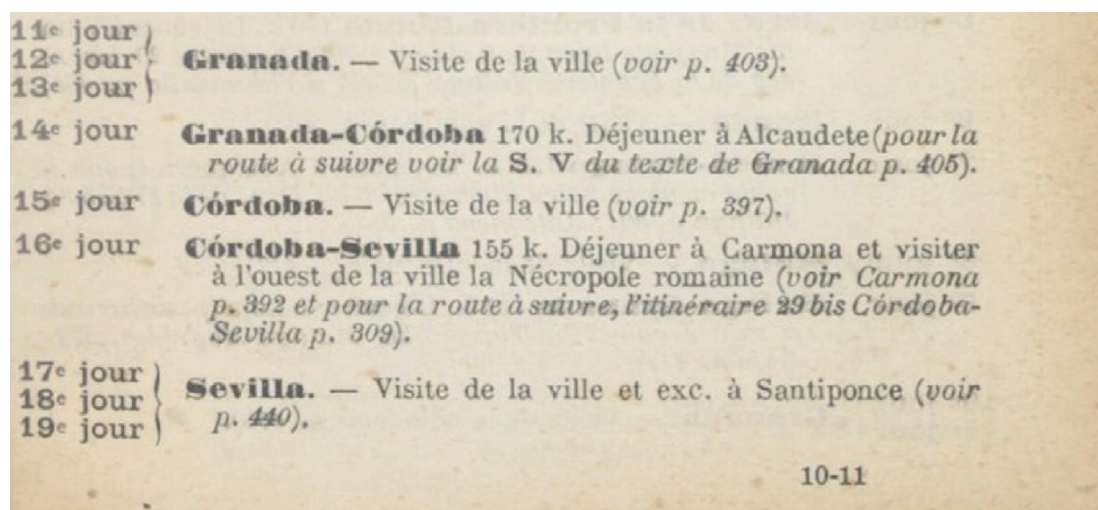 11e jour
12e jour
13e jour
Granada. — Visite de la ville (voir p. 403).
14e jour Granada-Córdoba 170 k. Déjeuner à Alcaudete (pour la
route à suivre voir la S. V du texte de Granada p. 405).
15e jour Córdoba. — Visite de la ville (voir p. 397).
16e jour Córdoba-Sevilla 155 k. Déjeuner à Carmona et visiter
à l'ouest de la ville la Nécropole romaine (voir Carmona
p. 392 et pour la route à suivre, l'itinéraire 29 bis Córdoba-
Sevilla p. 309).
17e jour
18e jour
19e jour
Sevilla. — Visite de la ville et exc. à Santiponce (voir
p. 440).
10-11